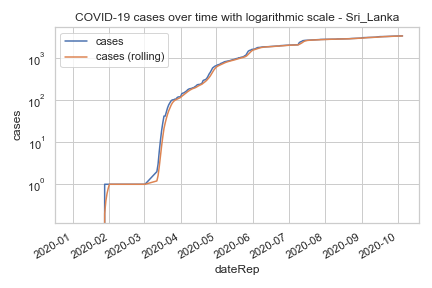 COVID-19 cases over time with logarithmic scale - Sri_Lanka
cases
cases (rolling)
10³
10²
10¹
10⁰
cases
2020-01
2020-02
2020-03
2020-04
2020-05
2020-06
2020-07
2020-08
2020-09
2020-10
dateRep